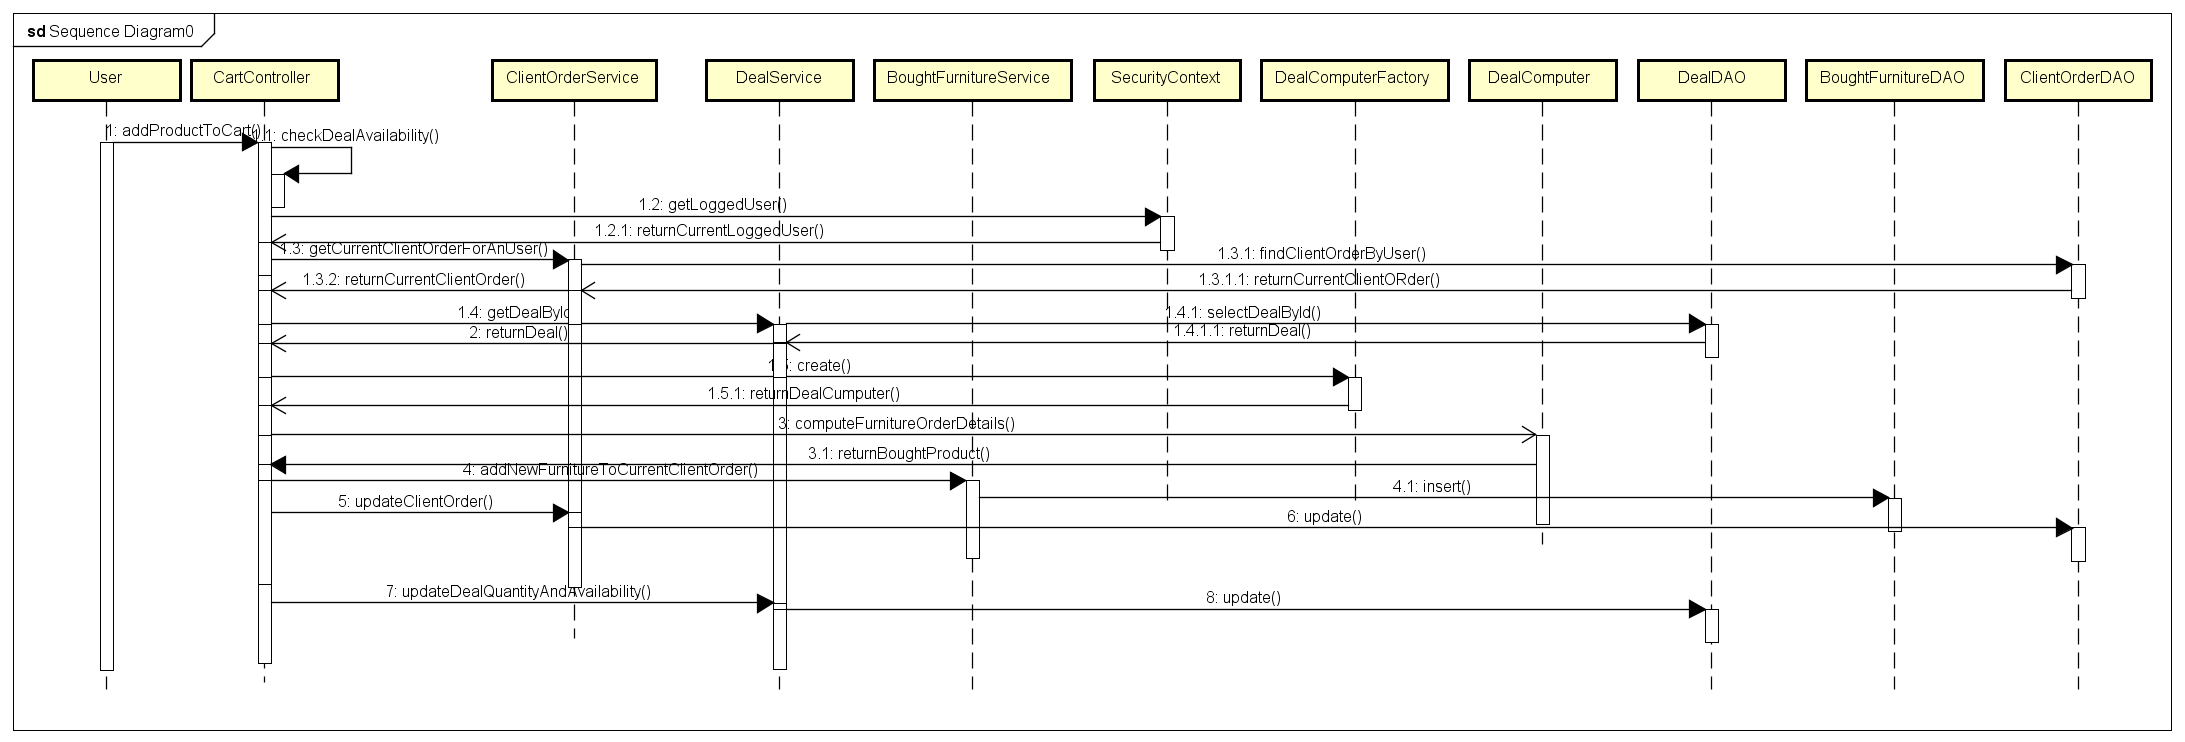 sd Sequence Diagram0
User
CartController
ClientOrderService
DealService
BoughtFurnitureService
SecurityContext
DealComputerFactory
DealComputer
DealDAO
BoughtFurnitureDAO
ClientOrderDAO
1: addProductToCart()
1.1: checkDealAvailability()
1.2: getLoggedUser()
1.2.1: returnCurrentLoggedUser()
1.3: getCurrentClientOrderForAnUser()
1.3.1: findClientOrderByUser()
1.3.2: returnCurrentClientOrder()
1.3.1.1: returnCurrentClientORder()
1.4: getDealById
1.4.1: selectDealById()
2: returnDeal()
1.4.1.1: returnDeal()
1.5: create()
1.5.1: returnDealCumputer()
3: computeFurnitureOrderDetails()
3.1: returnBoughtProduct()
4: addNewFurnitureToCurrentClientOrder()
4.1: insert()
5: updateClientOrder()
6: update()
7: updateDealQuantityAndAvailability()
8: update()